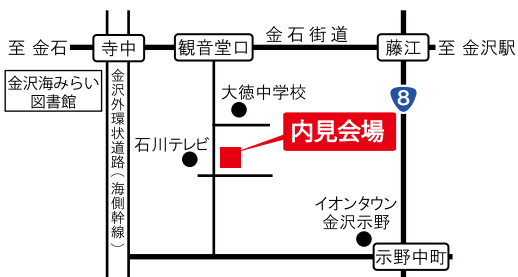 金石街道
至 金石
寺中
観音堂口
藤江
至 金沢駅
金沢海みらい
図書館
金沢外環状道路（海側幹線）
大徳中学校
8
内見会場
石川テレビ
イオンタウン
金沢示野
示野中町